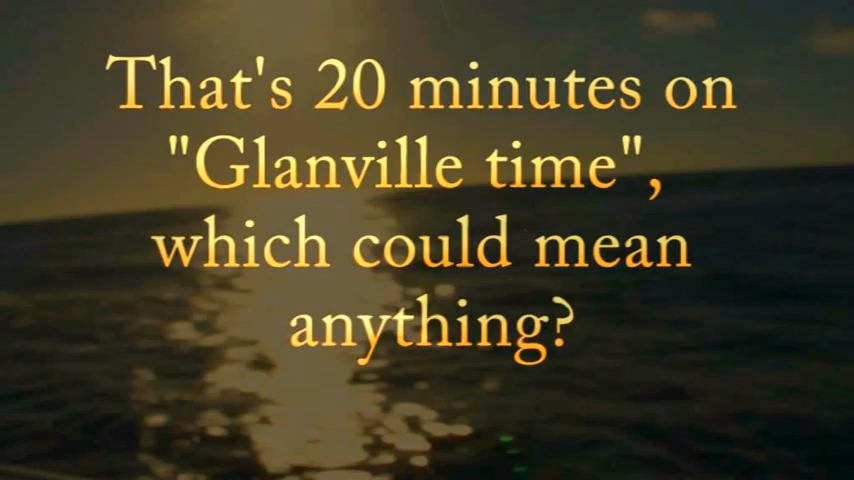 That's 20 minutes on
"Glanville time",
which could mean
anything?